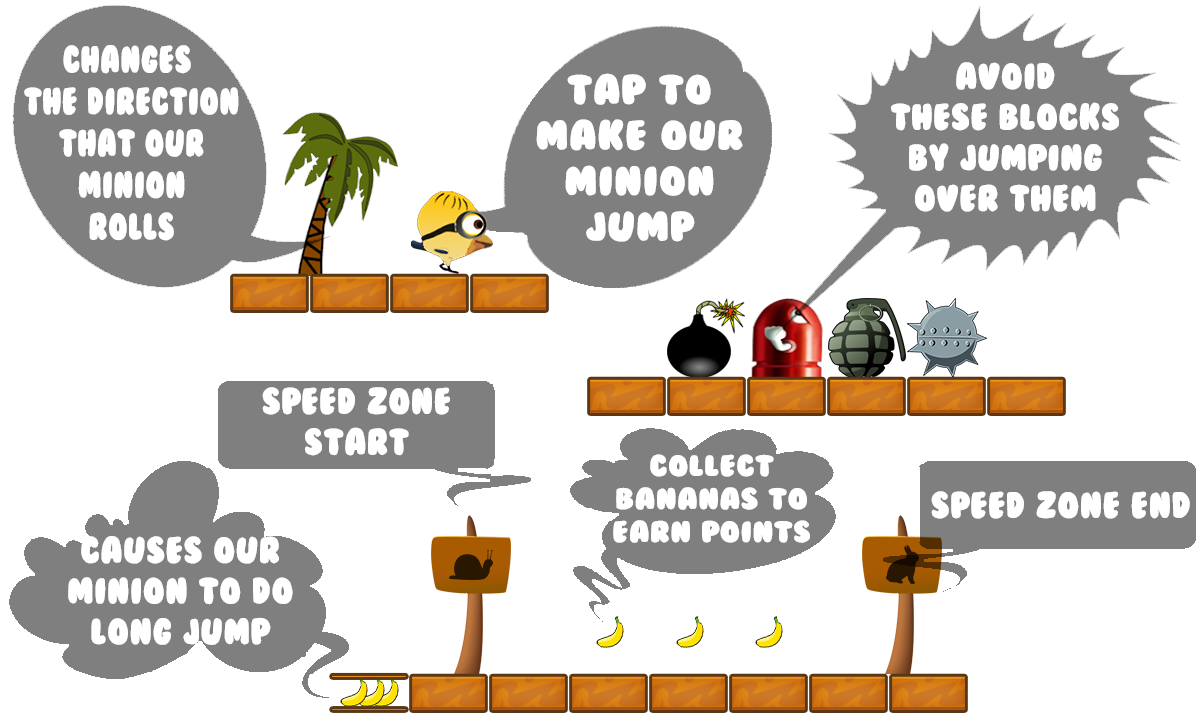 CHANGES
THE DIRECTION
THAT OUR
MINION
ROLLS
TAP TO
MAKE OUR
MINION
JUMP
AVOID
THESE BLOCKS
BY JUMPING
OVER THEM
SPEED ZONE
START
COLLECT
BANANAS TO
EARN POINTS
SPEED ZONE END
CAUSES OUR
MINION TO DO
LONG JUMP